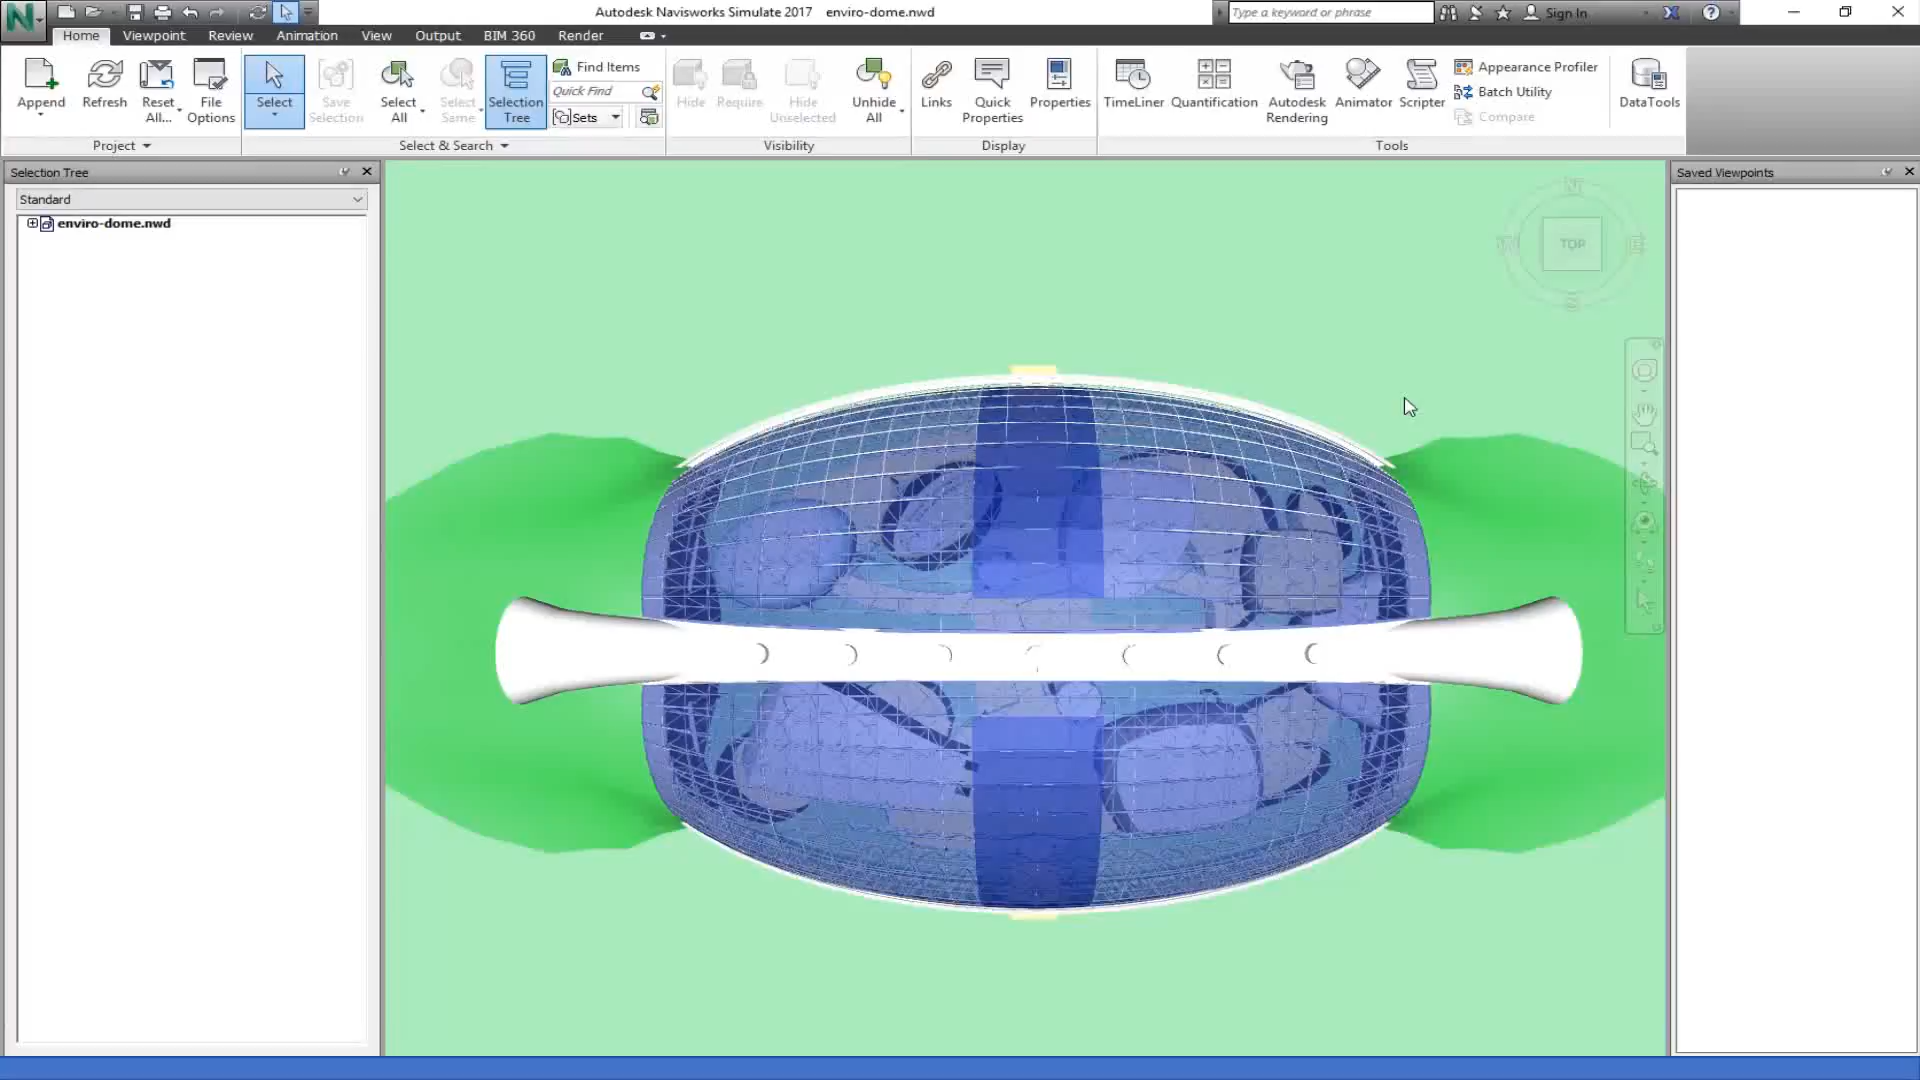 Autodesk Navisworks Simulate 2017 enviro-dome.nwd
Type a keyword or phrase
Sign In
Home Viewpoint Review Animation View Output BIM 360 Render
Append
Refresh
Reset All...
File Options
Project
Select
Save Selection
Select All
Select Same
Selection Tree
Find Items
Quick Find
Sets
Select & Search
Hide
Require
Hide Unselected
Unhide All
Visibility
Links
Quick Properties
Properties
Display
TimeLiner
Quantification
Autodesk Rendering
Animator
Scripter
Appearance Profiler
Batch Utility
Compare
DataTools
Tools
Selection Tree
Standard
enviro-dome.nwd
Saved Viewpoints
N
W
TOP
E
S